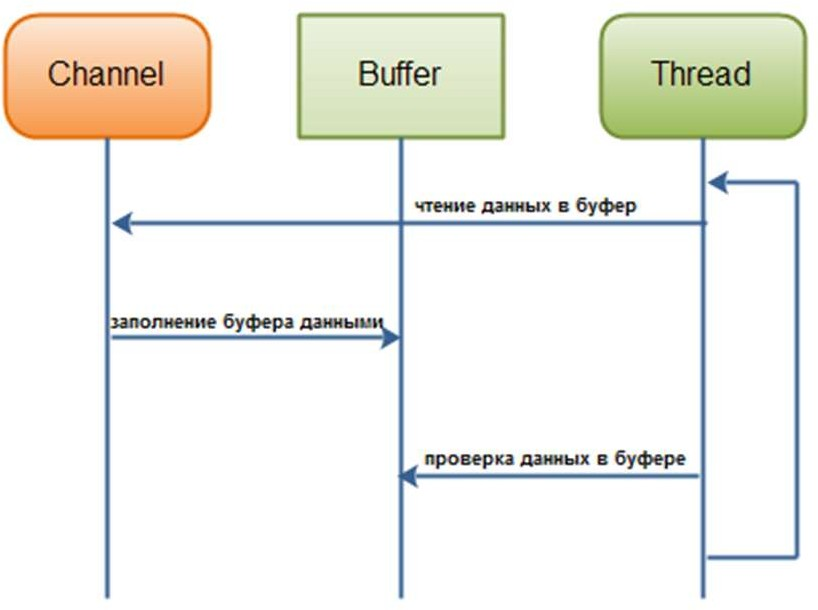 Channel
Buffer
Thread
чтение данных в буфер
заполнение буфера данными
проверка данных в буфере